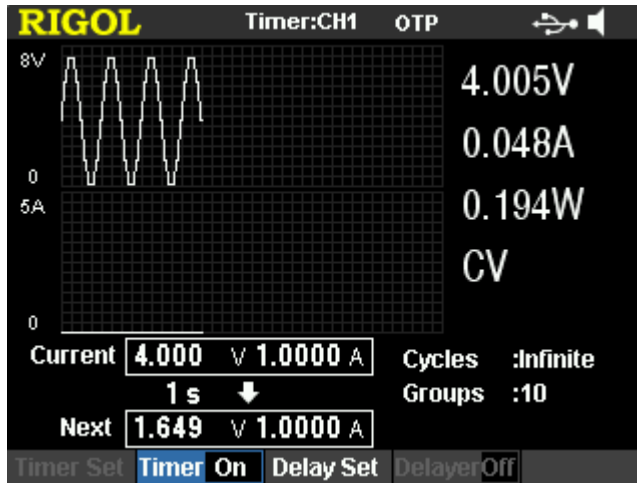 RIGOL Timer:CH1 OTP
8V
4.005V
0.048A
0
5A
0.194W
CV
0
Current 4.000 V 1.0000 A Cycles :Infinite
1 s Groups :10
Next 1.649 V 1.0000 A
Timer Set Timer On Delay Set Delayer Off